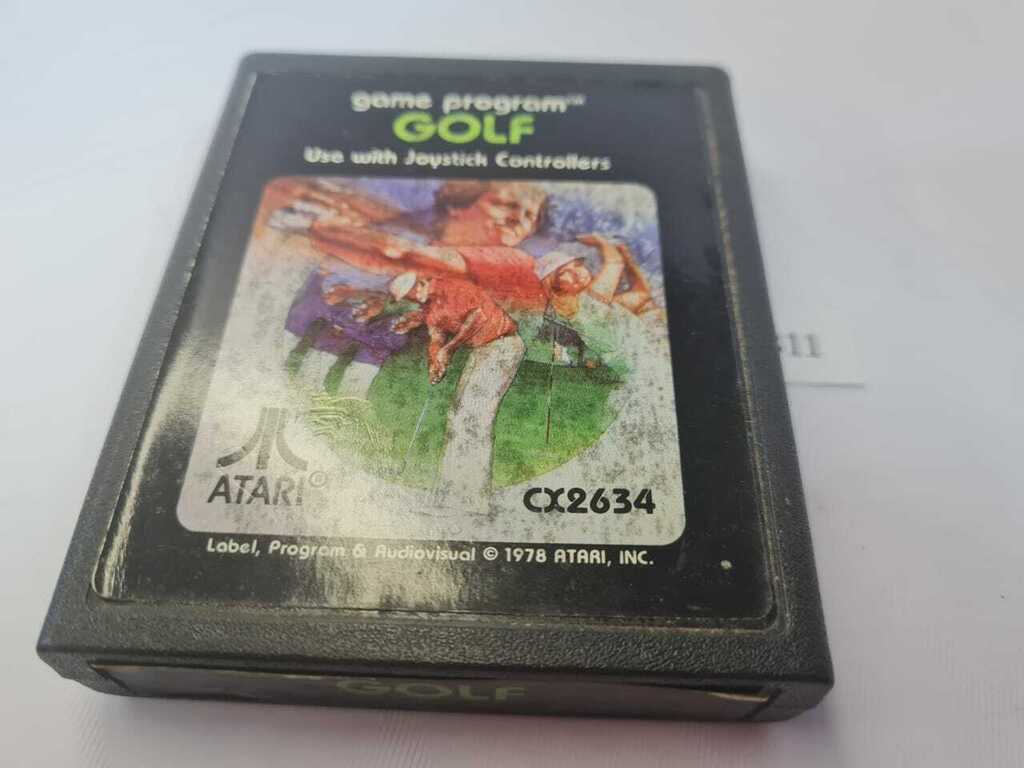 game program™
GOLF
Use with Joystick Controllers
ATARI®
CX2634
Label, Program & Audiovisual © 1978 ATARI, INC.
GOLF